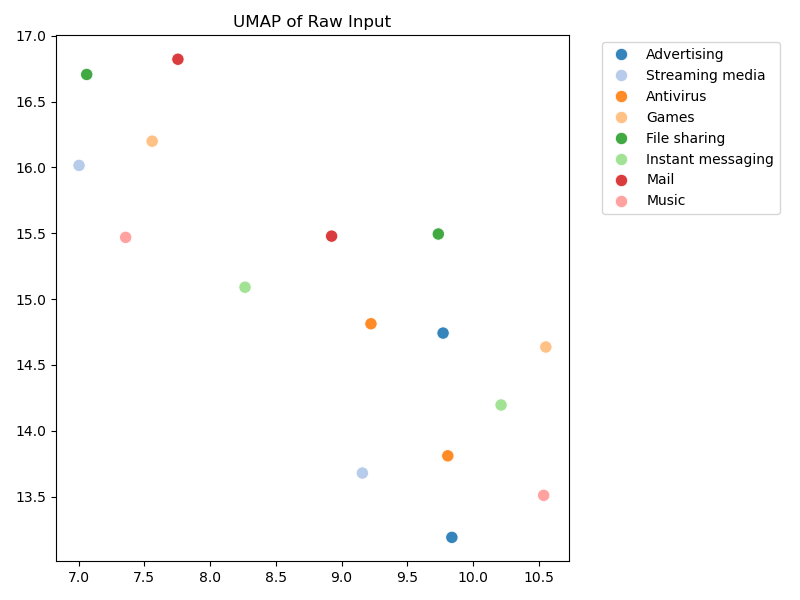 UMAP of Raw Input
17.0
16.5
16.0
15.5
15.0
14.5
14.0
13.5
7.0 7.5 8.0 8.5 9.0 9.5 10.0 10.5
Advertising
Streaming media
Antivirus
Games
File sharing
Instant messaging
Mail
Music